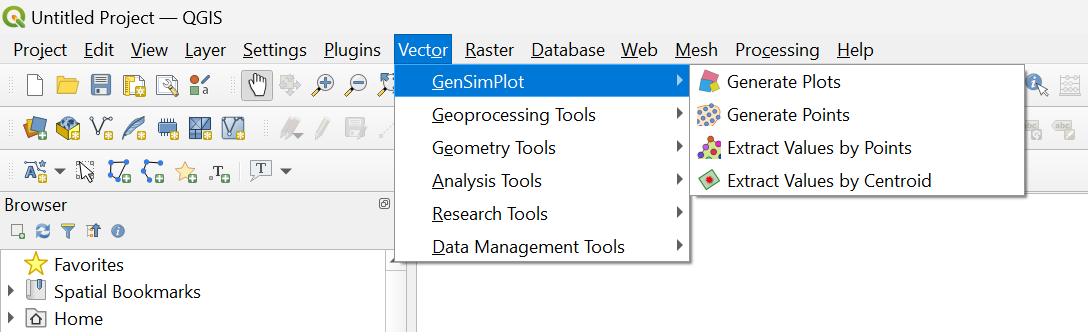 Untitled Project — QGIS
Project Edit View Layer Settings Plugins Vector Raster Database Web Mesh Processing Help
GenSimPlot
Geoprocessing Tools
Geometry Tools
Analysis Tools
Research Tools
Data Management Tools
Generate Plots
Generate Points
Extract Values by Points
Extract Values by Centroid
Browser
Favorites
Spatial Bookmarks
Home